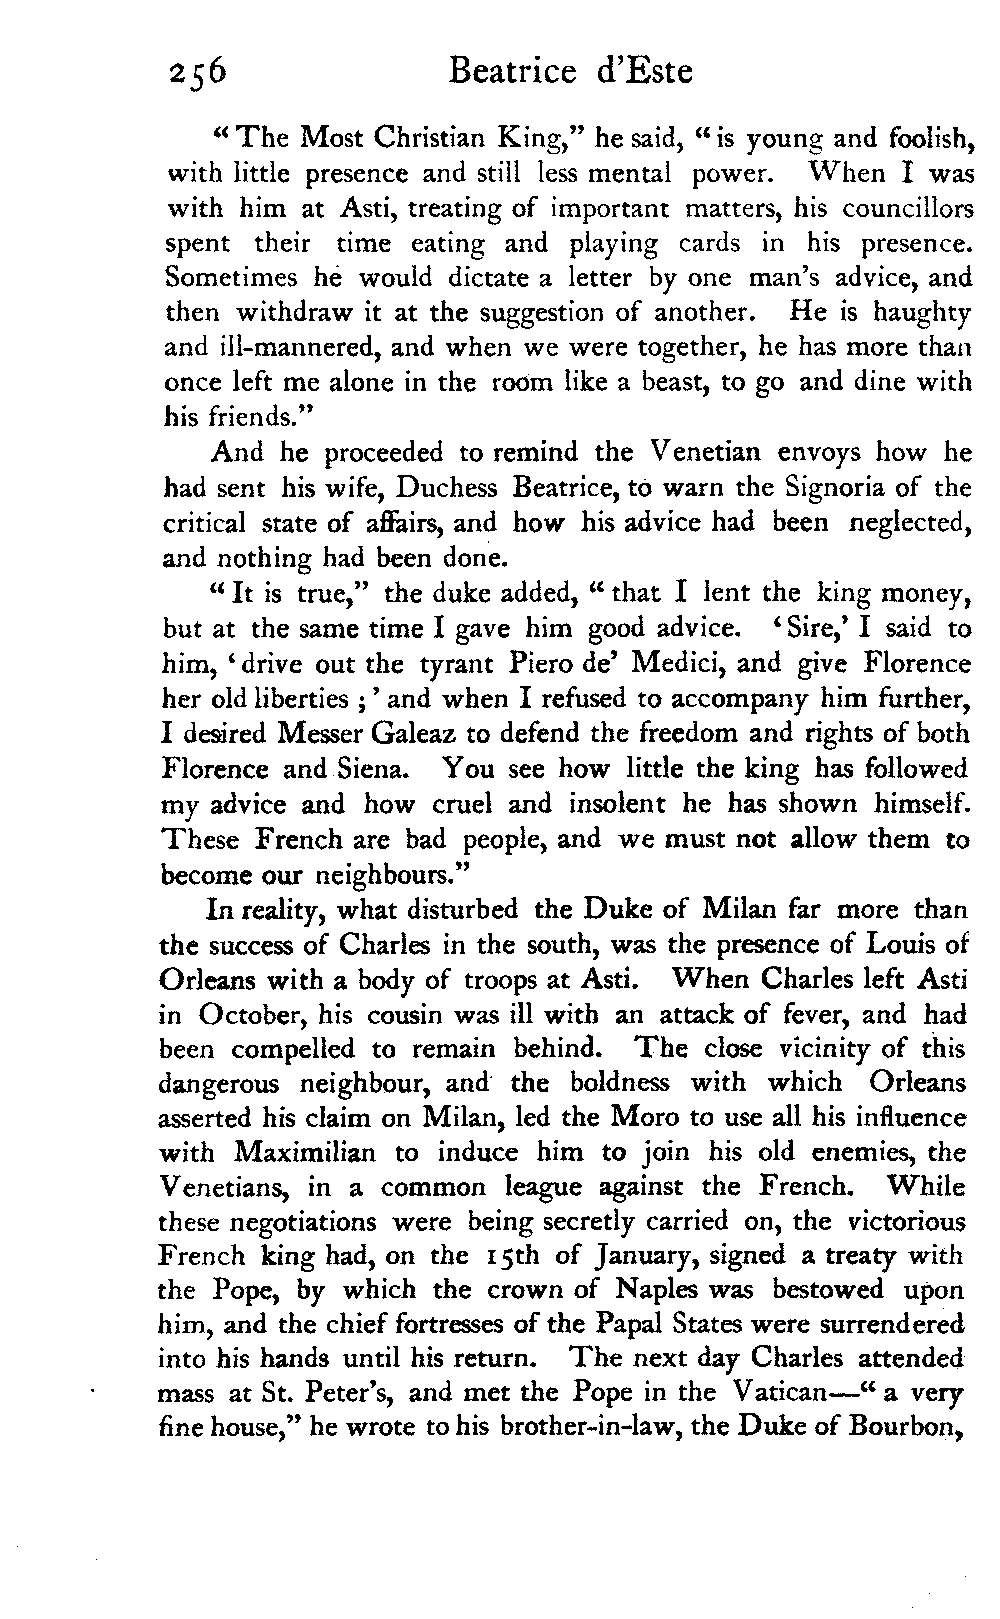 256 Beatrice d'Este
“ The Most Christian King,” he said, “ is young and foolish,
with little presence and still less mental power. When I was
with him at Asti, treating of important matters, his councillors
spent their time eating and playing cards in his presence.
Sometimes he would dictate a letter by one man's advice, and
then withdraw it at the suggestion of another. He is haughty
and ill-mannered, and when we were together, he has more than
once left me alone in the room like a beast, to go and dine with
his friends.”
And he proceeded to remind the Venetian envoys how he
had sent his wife, Duchess Beatrice, to warn the Signoria of the
critical state of affairs, and how his advice had been neglected,
and nothing had been done.
“ It is true,” the duke added, “ that I lent the king money,
but at the same time I gave him good advice. ‘ Sire,’ I said to
him, ‘ drive out the tyrant Piero de’ Medici, and give Florence
her old liberties ; ’ and when I refused to accompany him further,
I desired Messer Galeaz to defend the freedom and rights of both
Florence and Siena. You see how little the king has followed
my advice and how cruel and insolent he has shown himself.
These French are bad people, and we must not allow them to
become our neighbours.”
In reality, what disturbed the Duke of Milan far more than
the success of Charles in the south, was the presence of Louis of
Orleans with a body of troops at Asti. When Charles left Asti
in October, his cousin was ill with an attack of fever, and had
been compelled to remain behind. The close vicinity of this
dangerous neighbour, and the boldness with which Orleans
asserted his claim on Milan, led the Moro to use all his influence
with Maximilian to induce him to join his old enemies, the
Venetians, in a common league against the French. While
these negotiations were being secretly carried on, the victorious
French king had, on the 15th of January, signed a treaty with
the Pope, by which the crown of Naples was bestowed upon
him, and the chief fortresses of the Papal States were surrendered
into his hands until his return. The next day Charles attended
mass at St. Peter's, and met the Pope in the Vatican—“ a very
fine house,” he wrote to his brother-in-law, the Duke of Bourbon,